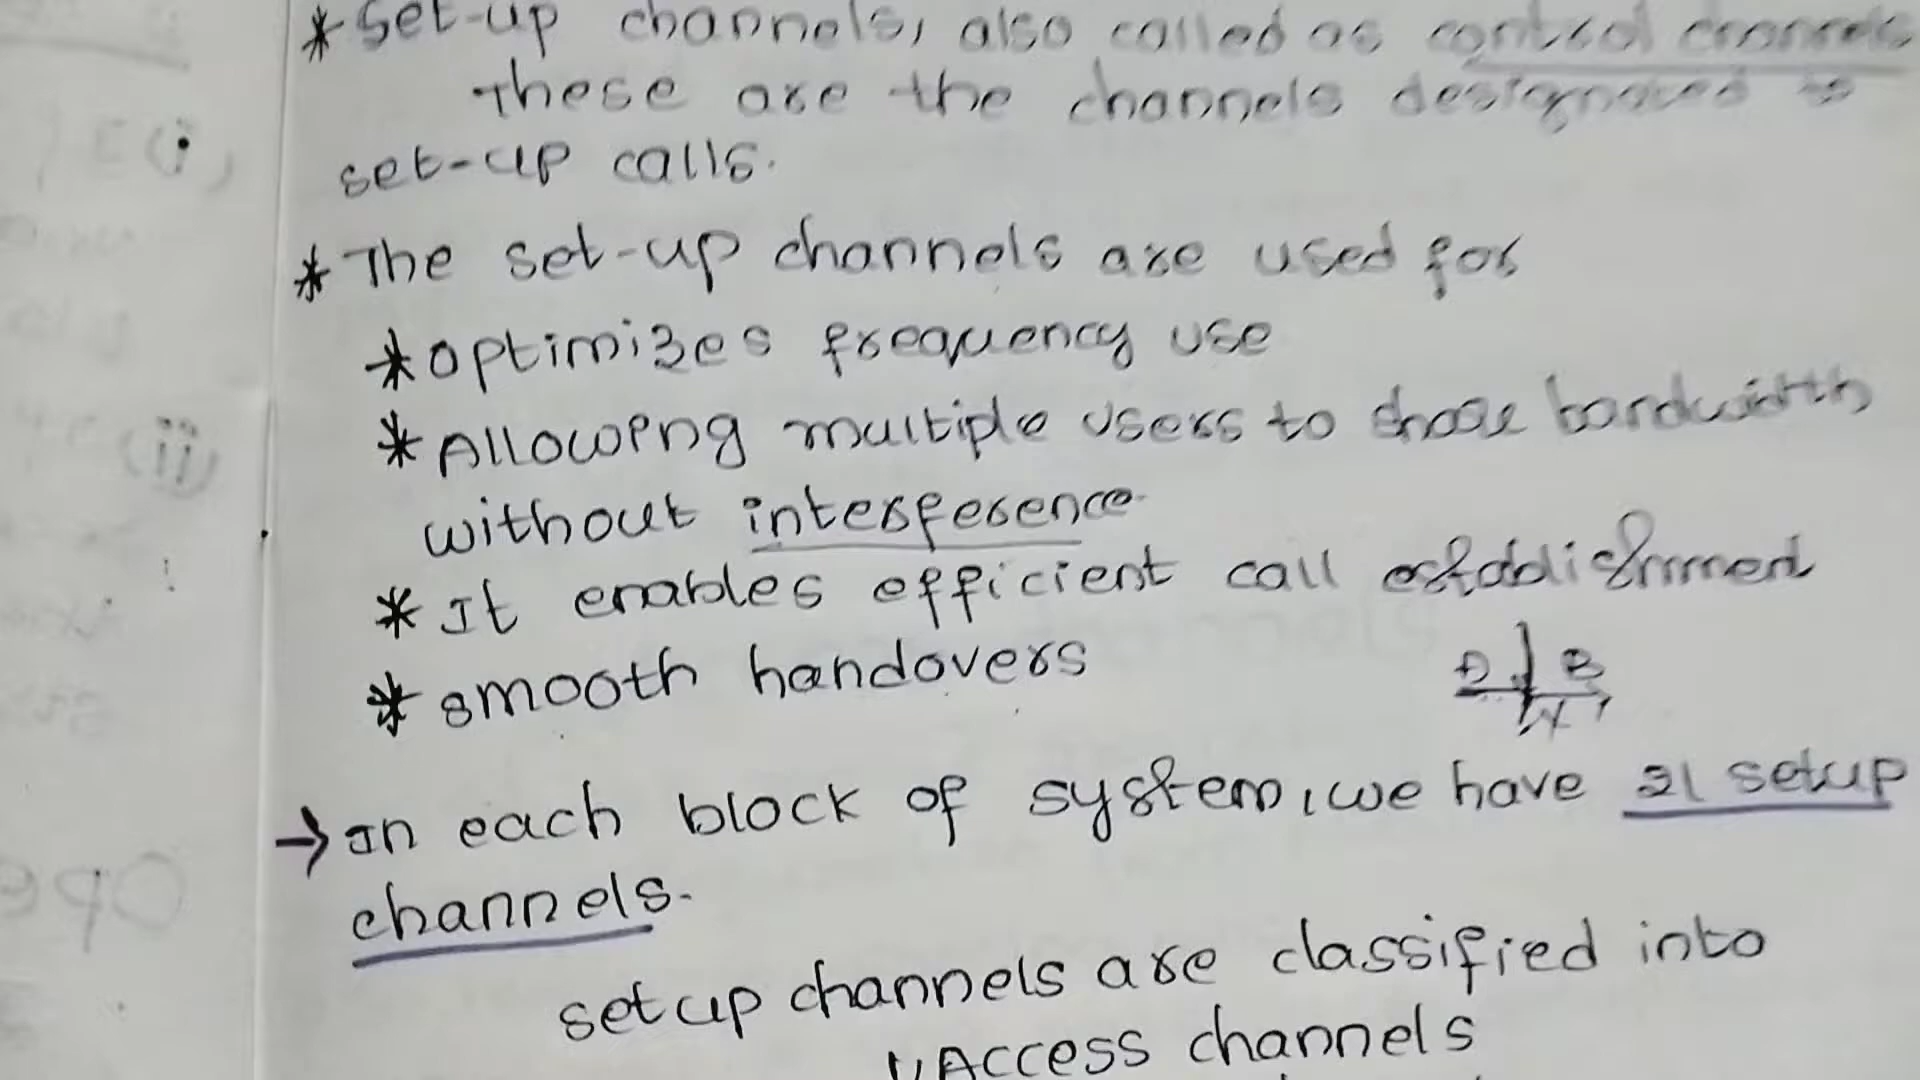 * Set-up channels, also called as control channels
These are the channels designated to
set-up calls.
* The set-up channels are used for
* optimizes frequency use
* Allowing multiple users to share bandwidth
without interference.
* It enables efficient call establishment
* smooth handovers
→ In each block of system, we have 21 setup
channels.
setup channels are classified into
1) Access channels
(ii)